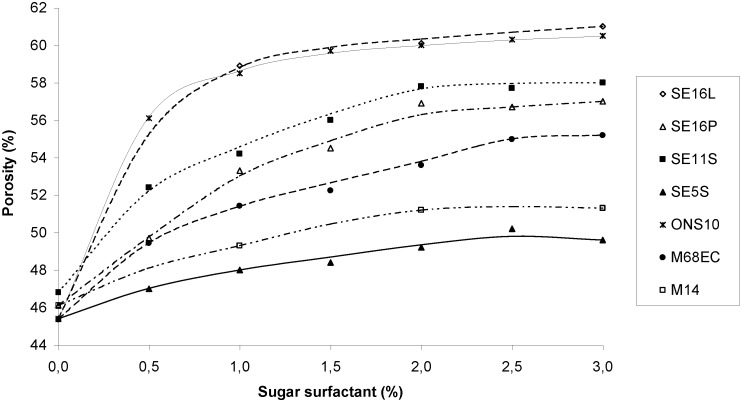 62
60
58
56
54
52
50
48
46
44
Porosity (%)
0,0 0,5 1,0 1,5 2,0 2,5 3,0
Sugar surfactant (%)
SE16L
SE16P
SE11S
SE5S
ONS10
M68EC
M14